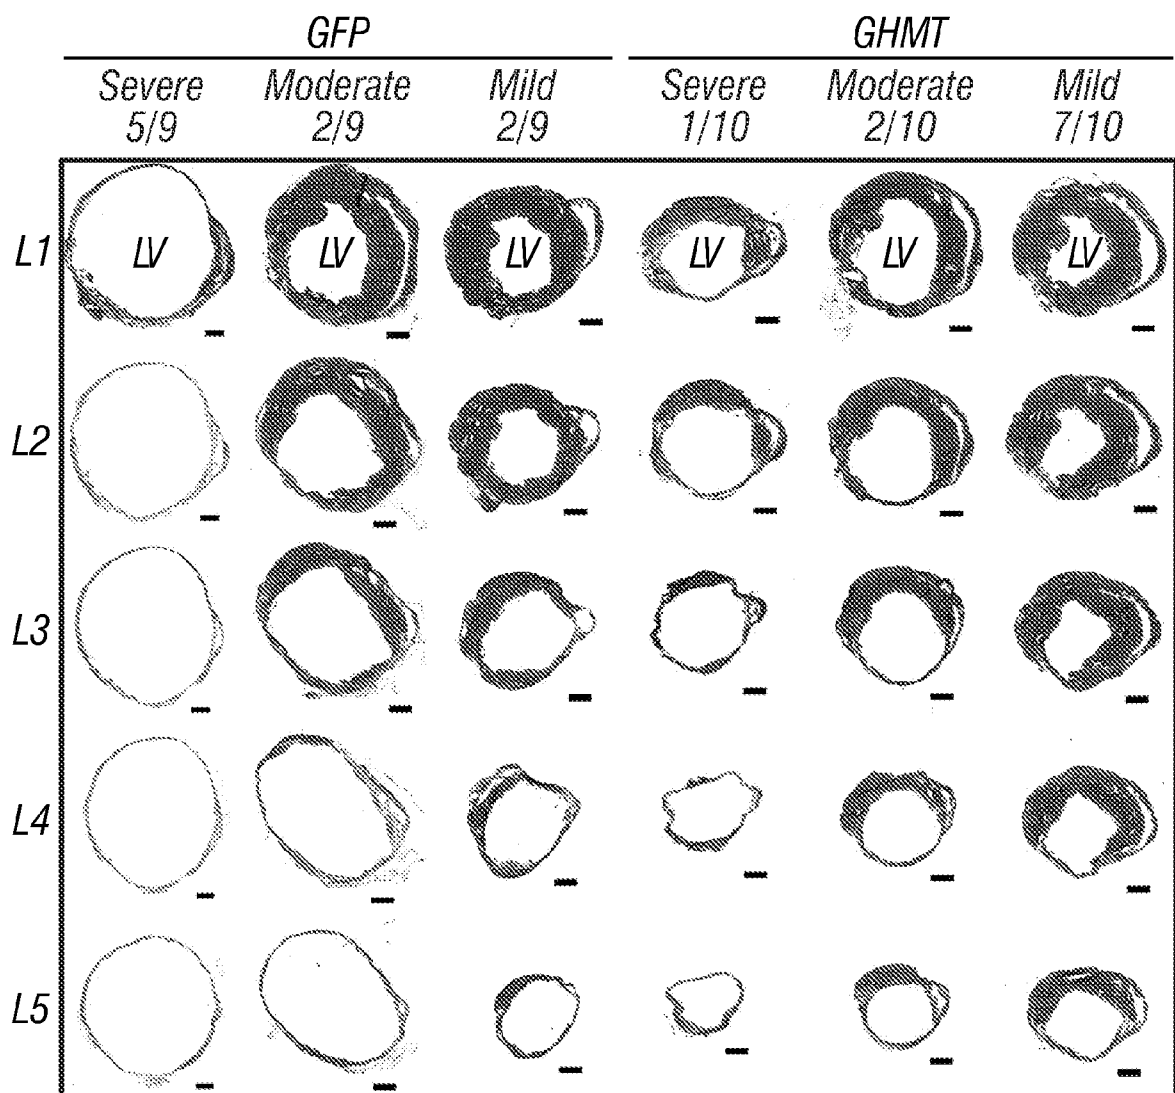 GFP GHMT
Severe Moderate Mild Severe Moderate Mild
5/9 2/9 2/9 1/10 2/10 7/10
L1 LV LV LV LV LV LV
L2
L3
L4
L5